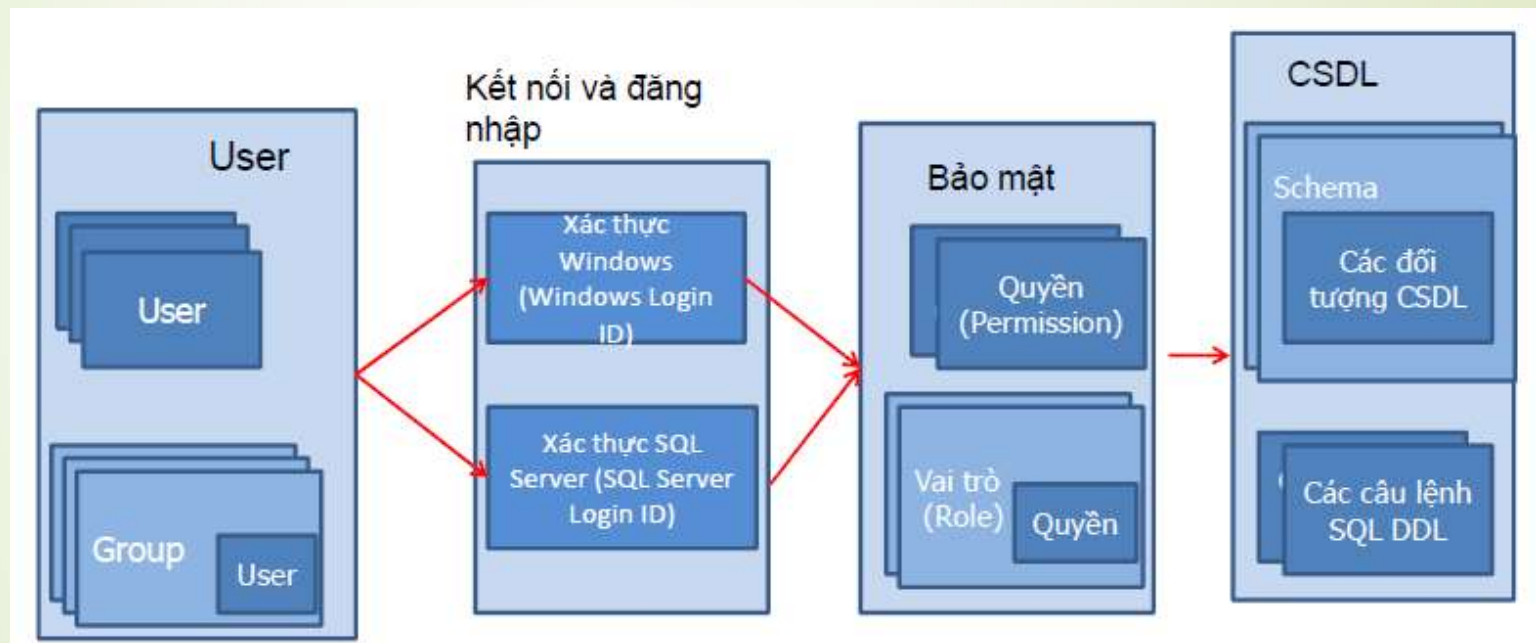 User
User
Group
User
Kết nối và đăng
nhập
Xác thực
Windows
(Windows Login
ID)
Xác thực SQL
Server (SQL Server
Login ID)
Bảo mật
Quyền
(Permission)
Vai trò
(Role)
Quyền
CSDL
Schema
Các đối
tượng CSDL
Các câu lệnh
SQL DDL